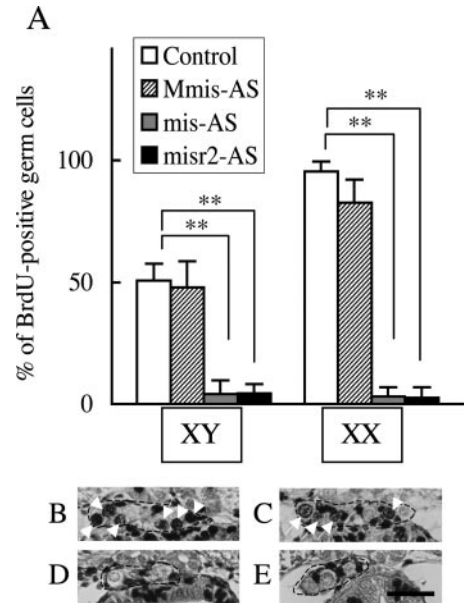 A
Control
Mmis-AS
mis-AS
misr2-AS
% of BrdU-positive germ cells
100
50
0
**
**
**
**
XY
XX
B
C
D
E